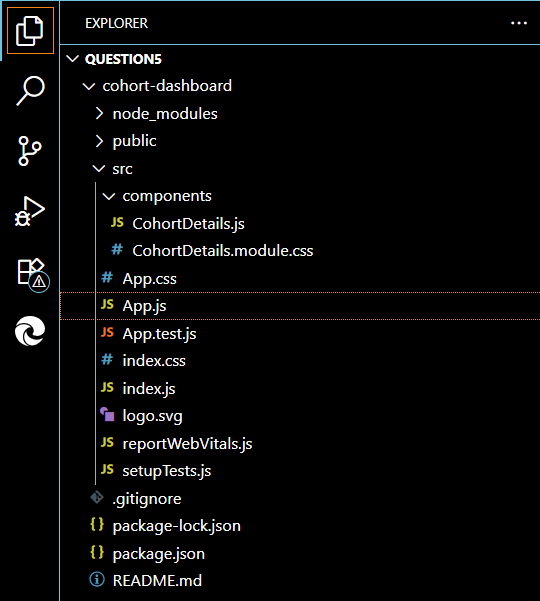 EXPLORER
QUESTION5
cohort-dashboard
node_modules
public
src
components
JS CohortDetails.js
# CohortDetails.module.css
# App.css
JS App.js
JS App.test.js
# index.css
JS index.js
logo.svg
JS reportWebVitals.js
JS setupTests.js
.gitignore
{} package-lock.json
{} package.json
README.md